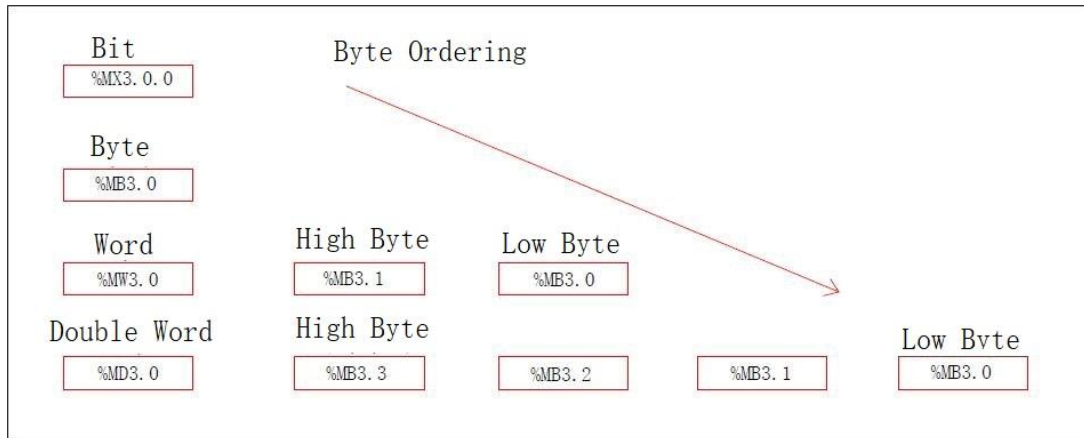 Bit
Byte Ordering
%MX3.0.0
Byte
%MB3.0
Word
High Byte
Low Byte
%MW3.0
%MB3.1
%MB3.0
Double Word
High Byte
Low Byte
%MD3.0
%MB3.3
%MB3.2
%MB3.1
%MB3.0